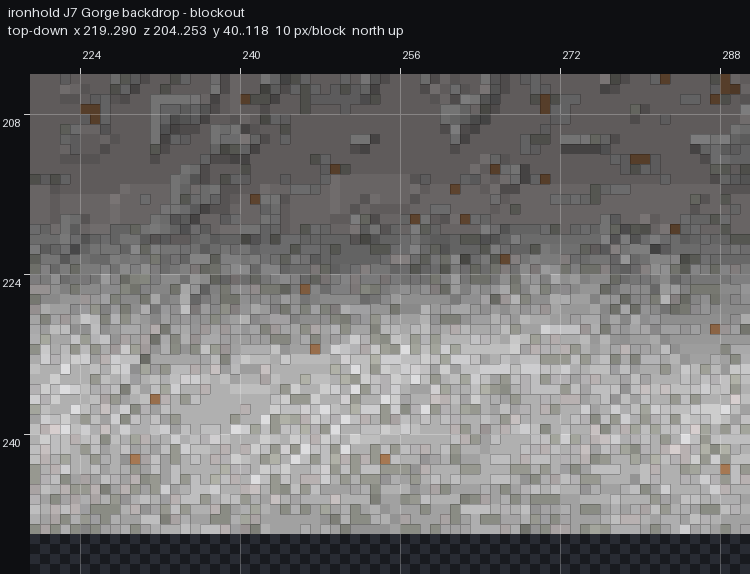 ironhold J7 Gorge backdrop - blockout
top-down x 219..290 z 204..253 y 40..118 10 px/block north up
224 240 256 272 288
208
224
240